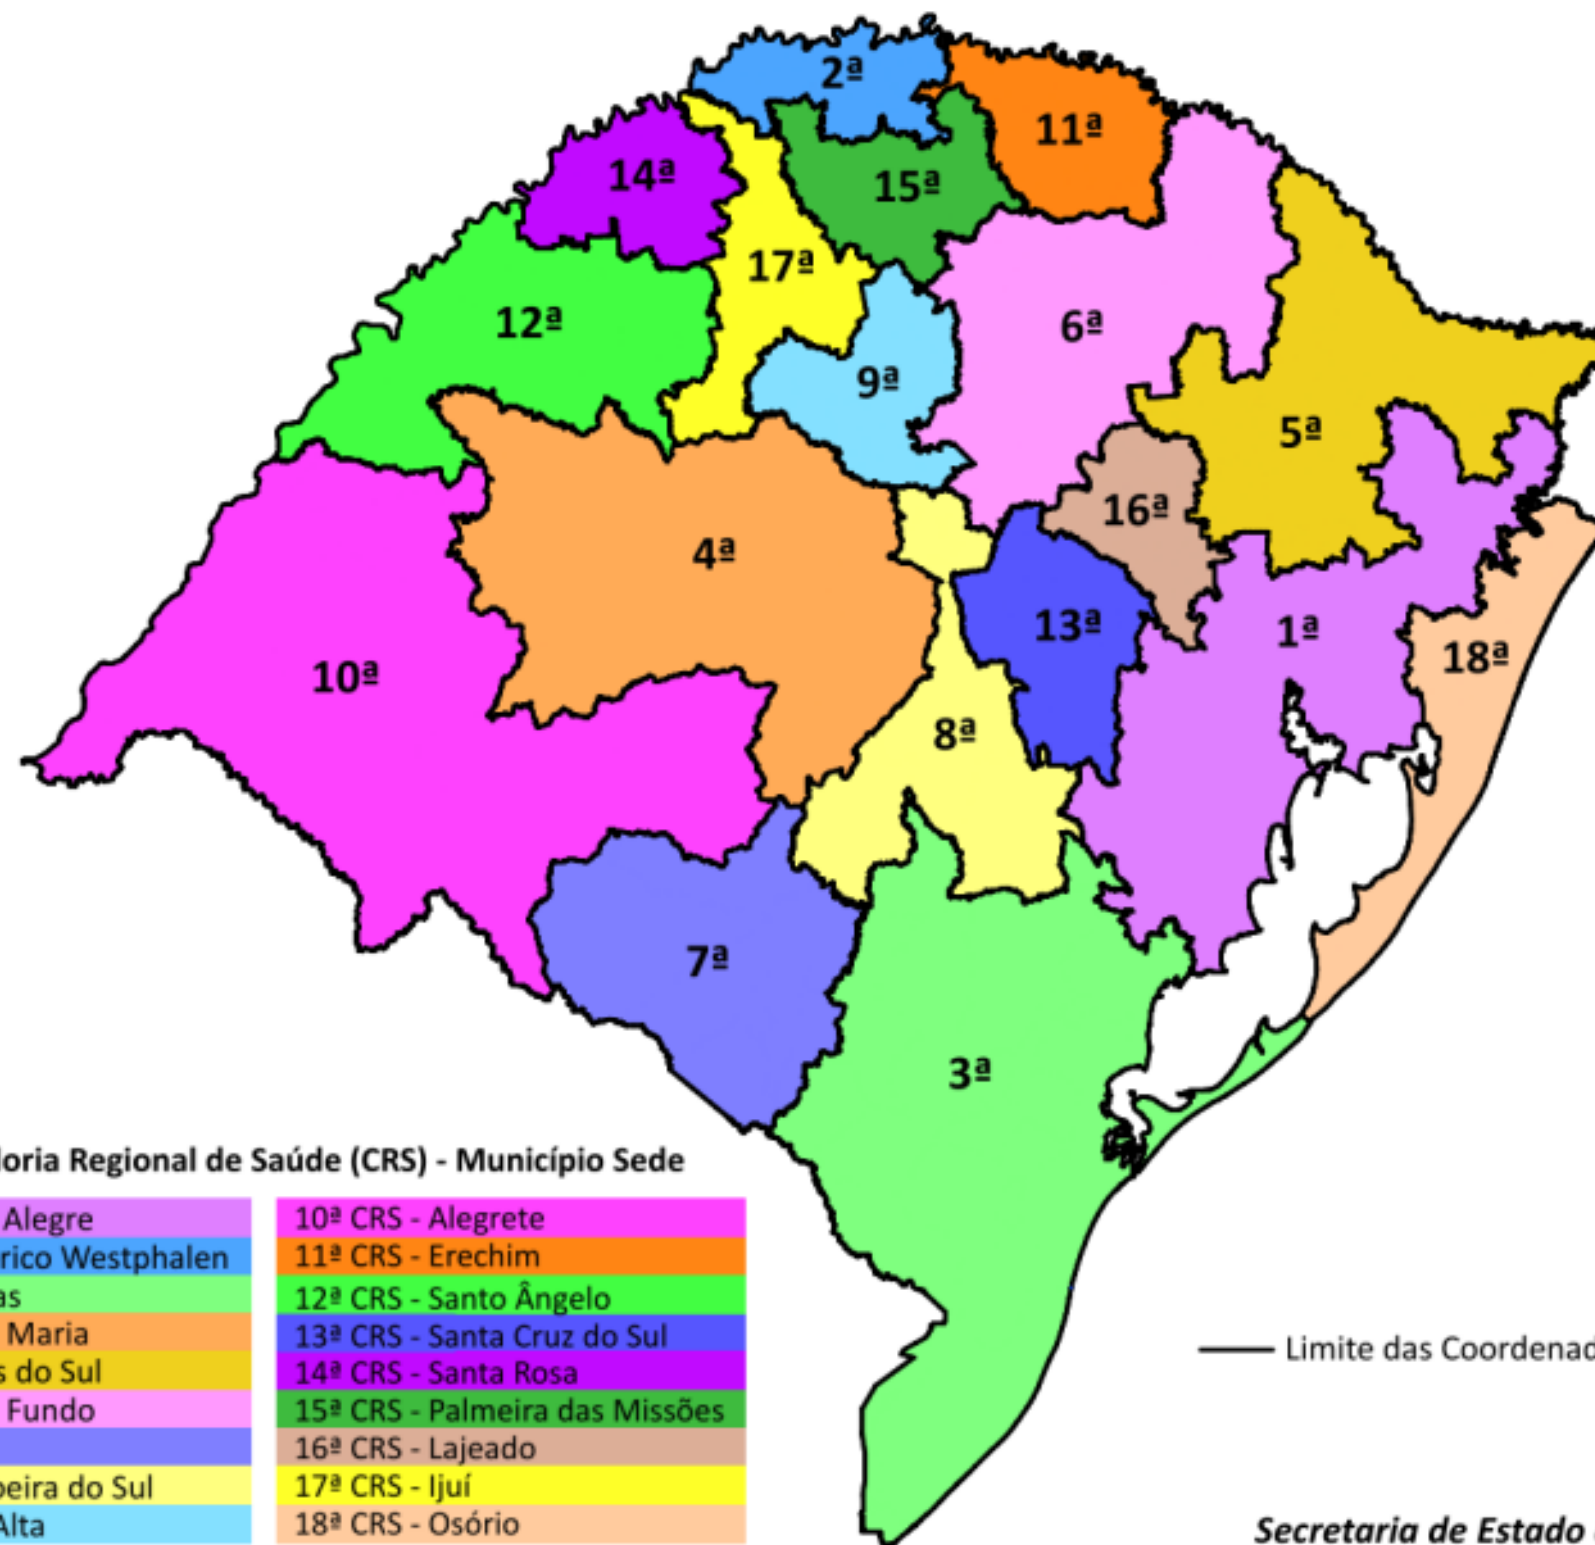 2ª
11ª
14ª
15ª
17ª
12ª
6ª
9ª
5ª
16ª
4ª
13ª
1ª
18ª
10ª
8ª
7ª
3ª
doria Regional de Saúde (CRS) - Município Sede
Alegre
rico Westphalen
as
Maria
s do Sul
Fundo
oeira do Sul
Alta
10ª CRS - Alegrete
11ª CRS - Erechim
12ª CRS - Santo Ângelo
13ª CRS - Santa Cruz do Sul
14ª CRS - Santa Rosa
15ª CRS - Palmeira das Missões
16ª CRS - Lajeado
17ª CRS - Ijuí
18ª CRS - Osório
Limite das Coordenad
Secretaria de Estado